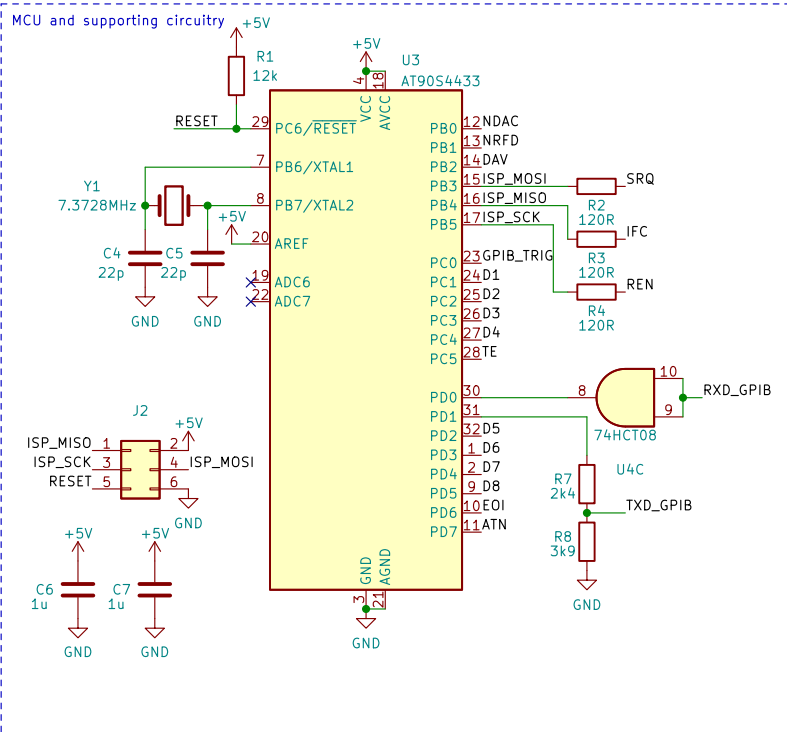 MCU and supporting circuitry
+5V
R1
12k
RESET
29
PC6/RESET
7
PB6/XTAL1
Y1
7.3728MHz
8
PB7/XTAL2
+5V
20
AREF
C4
22p
C5
22p
19
ADC6
22
ADC7
GND
GND
+5V
4
18
VCC
AVCC
U3
AT90S4433
PB0
12
NDAC
PB1
13
NRFD
PB2
14
DAV
PB3
15
ISP_MOSI
PB4
16
ISP_MISO
PB5
17
ISP_SCK
PC0
23
GPIB_TRIG
PC1
24
D1
PC2
25
D2
PC3
26
D3
PC4
27
D4
PC5
28
TE
PD0
30
PD1
31
PD2
32
D5
PD3
1
D6
PD4
2
D7
PD5
9
D8
PD6
10
EOI
PD7
11
ATN
GND
AGND
3
21
GND
SRQ
R2
120R
IFC
R3
120R
REN
R4
120R
8
10
9
RXD_GPIB
74HCT08
U4C
R7
2k4
TXD_GPIB
R8
3k9
GND
J2
+5V
ISP_MISO
1
2
ISP_SCK
3
4
ISP_MOSI
RESET
5
6
GND
+5V
C6
1u
GND
+5V
C7
1u
GND